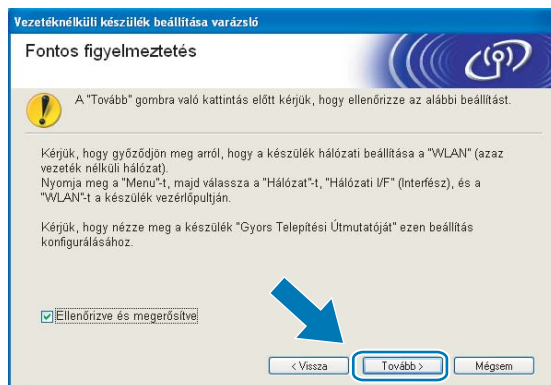 Vezetéknélküli készülék beállítása varázsló
Fontos figyelmeztetés
A "Tovább" gombra való kattintás előtt kérjük, hogy ellenőrizze az alábbi beállítást.
Kérjük, hogy győződjön meg arról, hogy a készülék hálózati beállítása a "WLAN" (azaz
vezeték nélküli hálózat).
Nyomja meg a "Menu"-t, majd válassza a "Hálózat"-t, "Hálózati I/F" (Interfész), és a
"WLAN"-t a készülék vezérlőpultján.
Kérjük, hogy nézze meg a készülék "Gyors Telepítési Útmutatóját" ezen beállítás
konfigurálásához.
Ellenőrizve és megerősítve
< Vissza
Tovább >
Mégsem